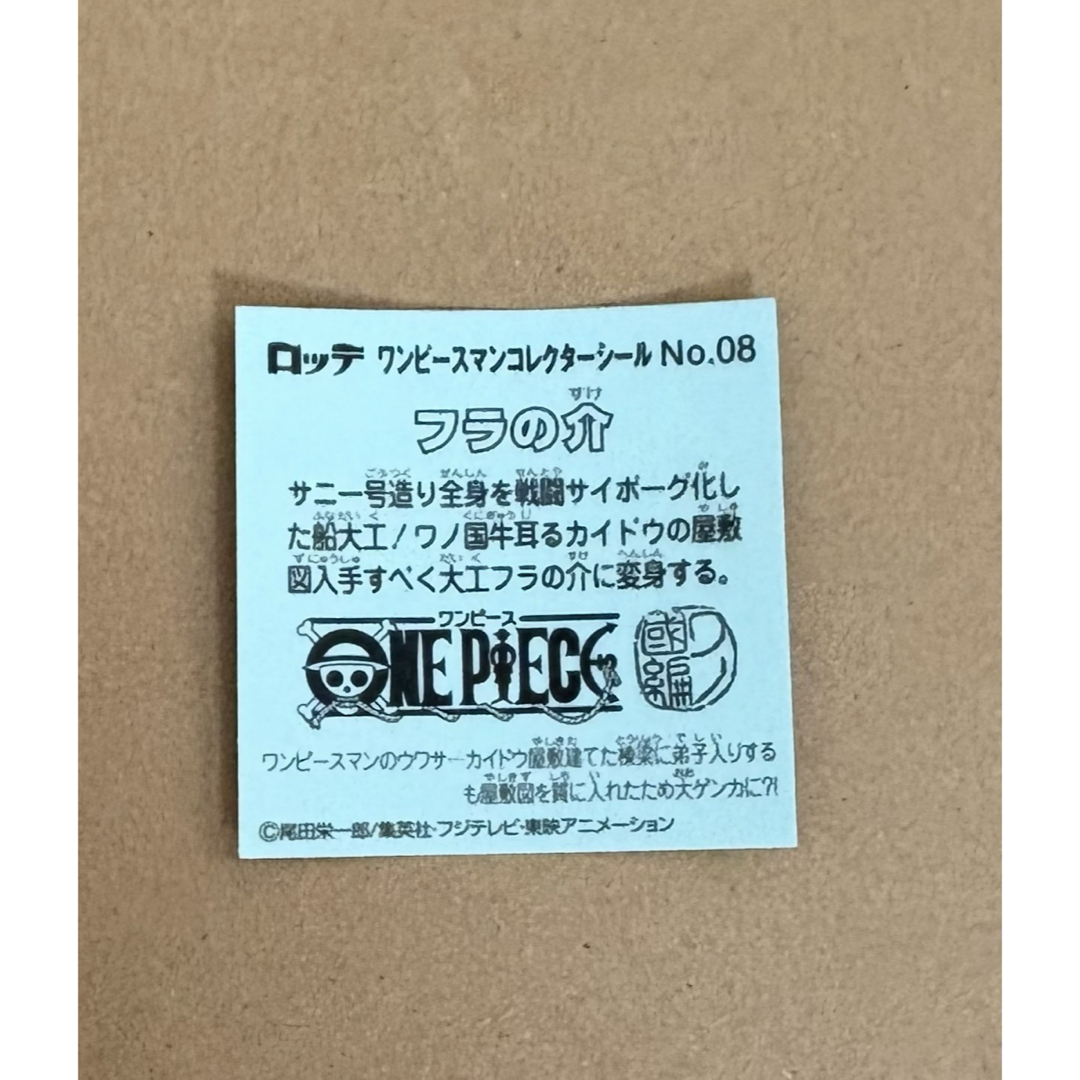 ロッテ ワンピースマンコレクターシール No.08
すけ
フラの介
サニー号造り全身を戦闘サイボーグ化し
た船大工!ワノ国牛耳るカイドウの屋敷
図入手すべく大工フラの介に変身する。
ワンピース
ONE PIECE
ワノ國編
ワンピースマンのウワサ…カイドウ屋敷建てた棟梁に弟子入りする
も屋敷図を質に入れたため大ゲンカに?!
©尾田栄一郎/集英社・フジテレビ・東映アニメーション